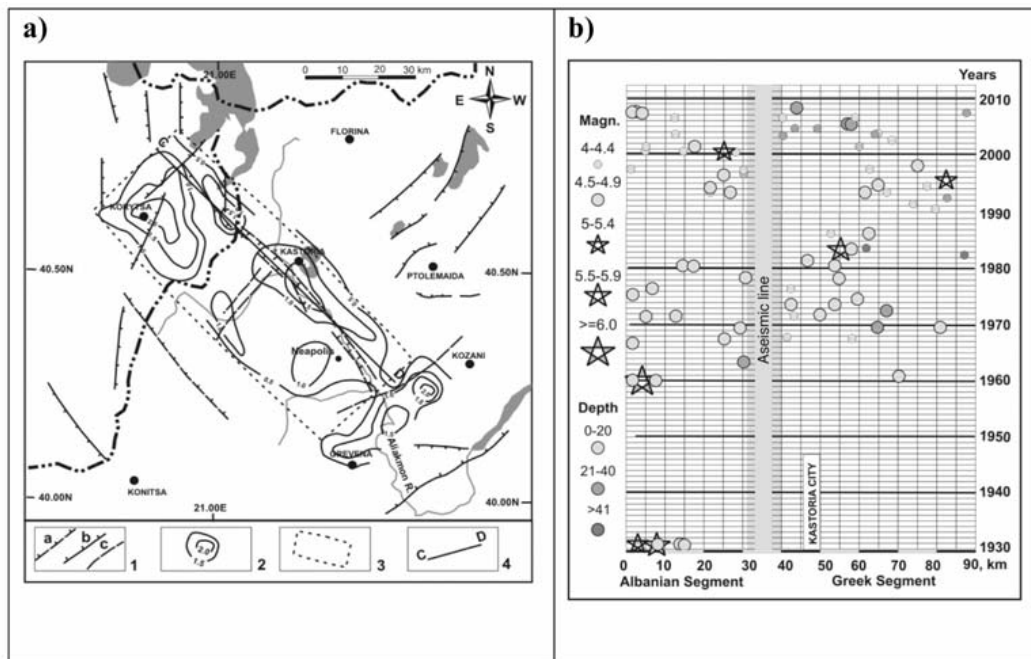 a)
21.00E
0 10 20 30 km
N
E W
S
FLORINA
C
KORYTSA
KASTORIA
40.50N
40.50N
PTOLEMAIDA
Neapolis
D
KOZANI
GREVENA
Aliakmon R.
KONITSA
40.00N
40.00N
21.00E
a b c 1
2.0 1.5 2
3
C D 4
b)
Years
Magn.
4-4.4
4.5-4.9
5-5.4
5.5-5.9
>=6.0
Depth
0-20
21-40
>41
Aseismic line
KASTORIA CITY
2010
2000
1990
1980
1970
1960
1950
1940
1930
0 10 20 30 40 50 60 70 80 90, km
Albanian Segment Greek Segment